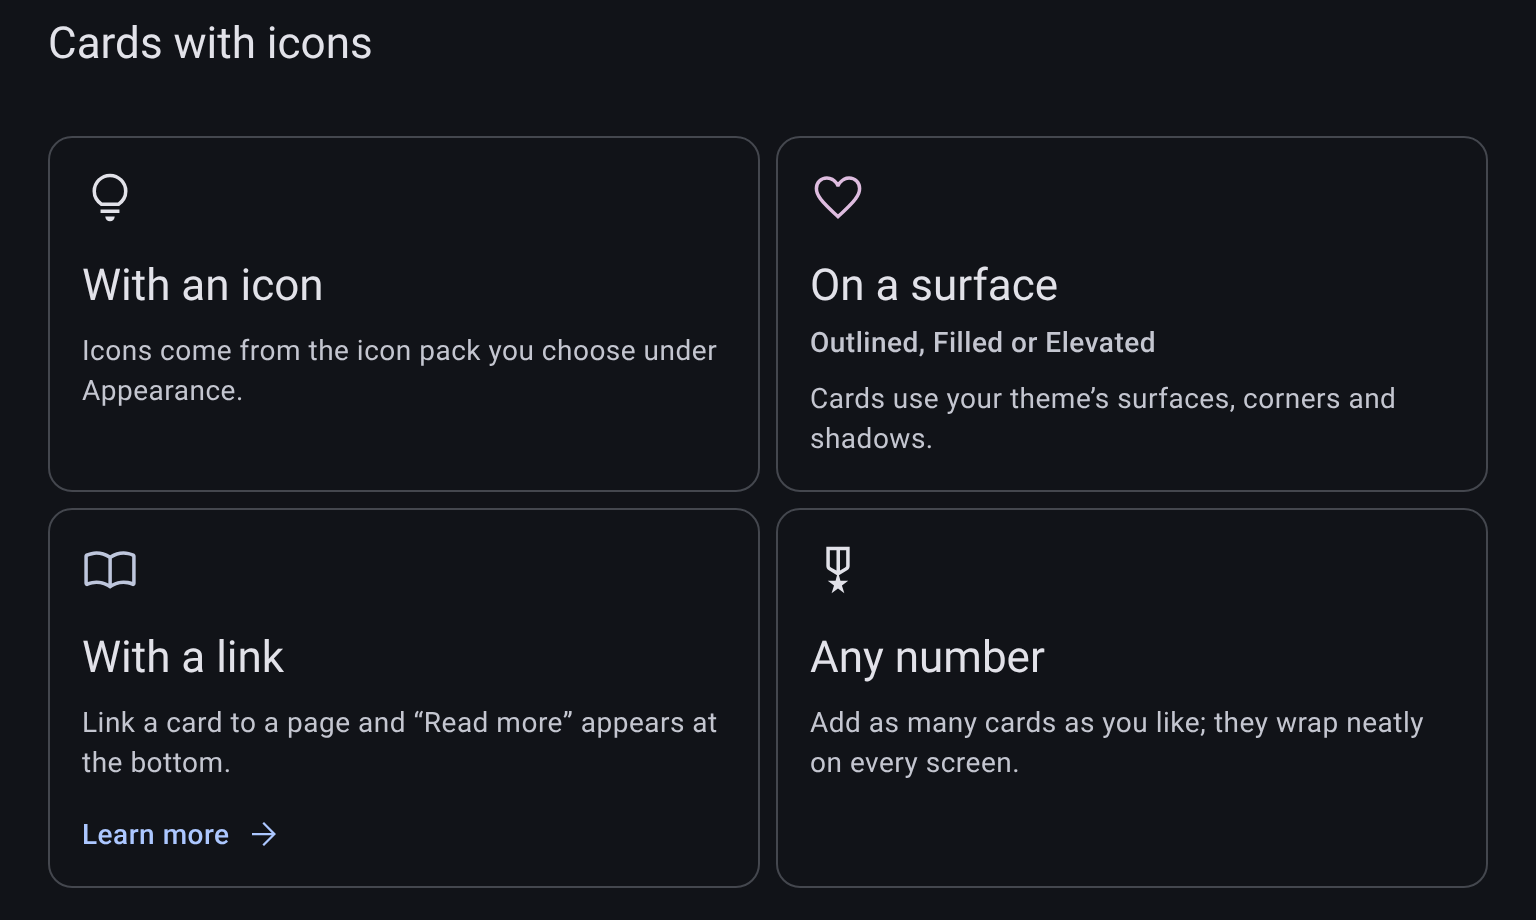 Cards with icons
With an icon
Icons come from the icon pack you choose under
Appearance.
On a surface
Outlined, Filled or Elevated
Cards use your theme’s surfaces, corners and
shadows.
With a link
Link a card to a page and “Read more” appears at
the bottom.
Learn more
Any number
Add as many cards as you like; they wrap neatly
on every screen.